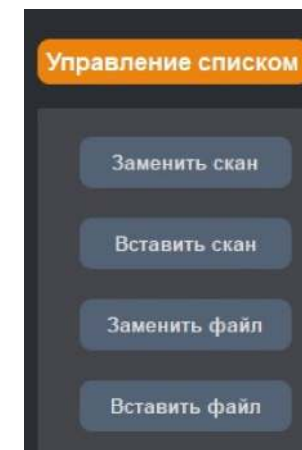 Управление списком
Заменить скан
Вставить скан
Заменить файл
Вставить файл